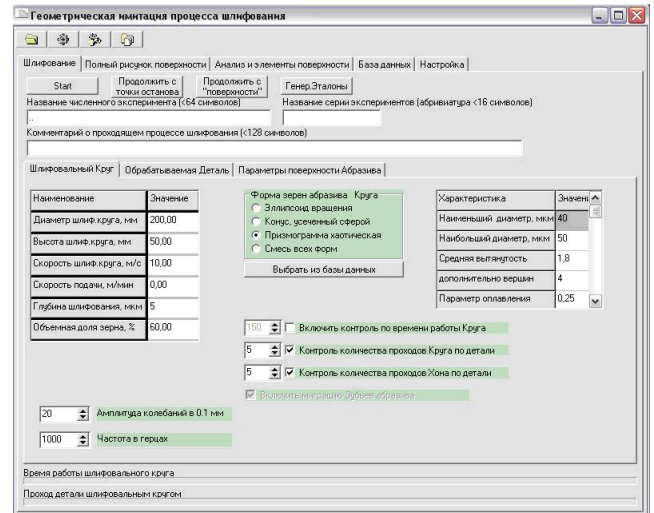 Геометрическая имитация процесса шлифования
Шлифование Полный рисунок поверхности Анализ и элементы поверхности База данных Настройка
Start Продолжить с точки останова Продолжить с "поверхности" Генер.Эталоны
Название численного эксперимента (<64 символов) Название серии экспериментов (абривиатура <16 символов)
..
Комментарий о проходящем процессе шлифования (<128 символов)
Шлифовальный Круг Обрабатываемая Деталь Параметры поверхности Абразива
Наименование Значение
Диаметр шлиф.круга, мм 200,00
Высота шлиф.круга, мм 50,00
Скорость шлиф.круга, м/с 10,00
Скорость подачи, м/мин 0,00
Глубина шлифования, мкм 5
Объемная доля зерна, % 60,00
Форма зерен абразива Круга
Эллипсоид вращения
Конус, усеченный сферой
Призмограмма хаотическая
Смесь всех форм
Выбрать из базы данных
Характеристика Значени
Наименьший диаметр, мкм 40
Наибольший диаметр, мкм 50
Средняя вытянутость 1,8
дополнительно вершин 4
Параметр оплавления 0,25
150 Включить контроль по времени работы Круга
5 Контроль количества проходов Круга по детали
5 Контроль количества проходов Хона по детали
Включить миграцию Зубьев абразива
20 Амплитуда колебаний в 0.1 мм
1000 Частота в герцах
Время работы шлифовального круга
Проход детали шлифовальным кругом